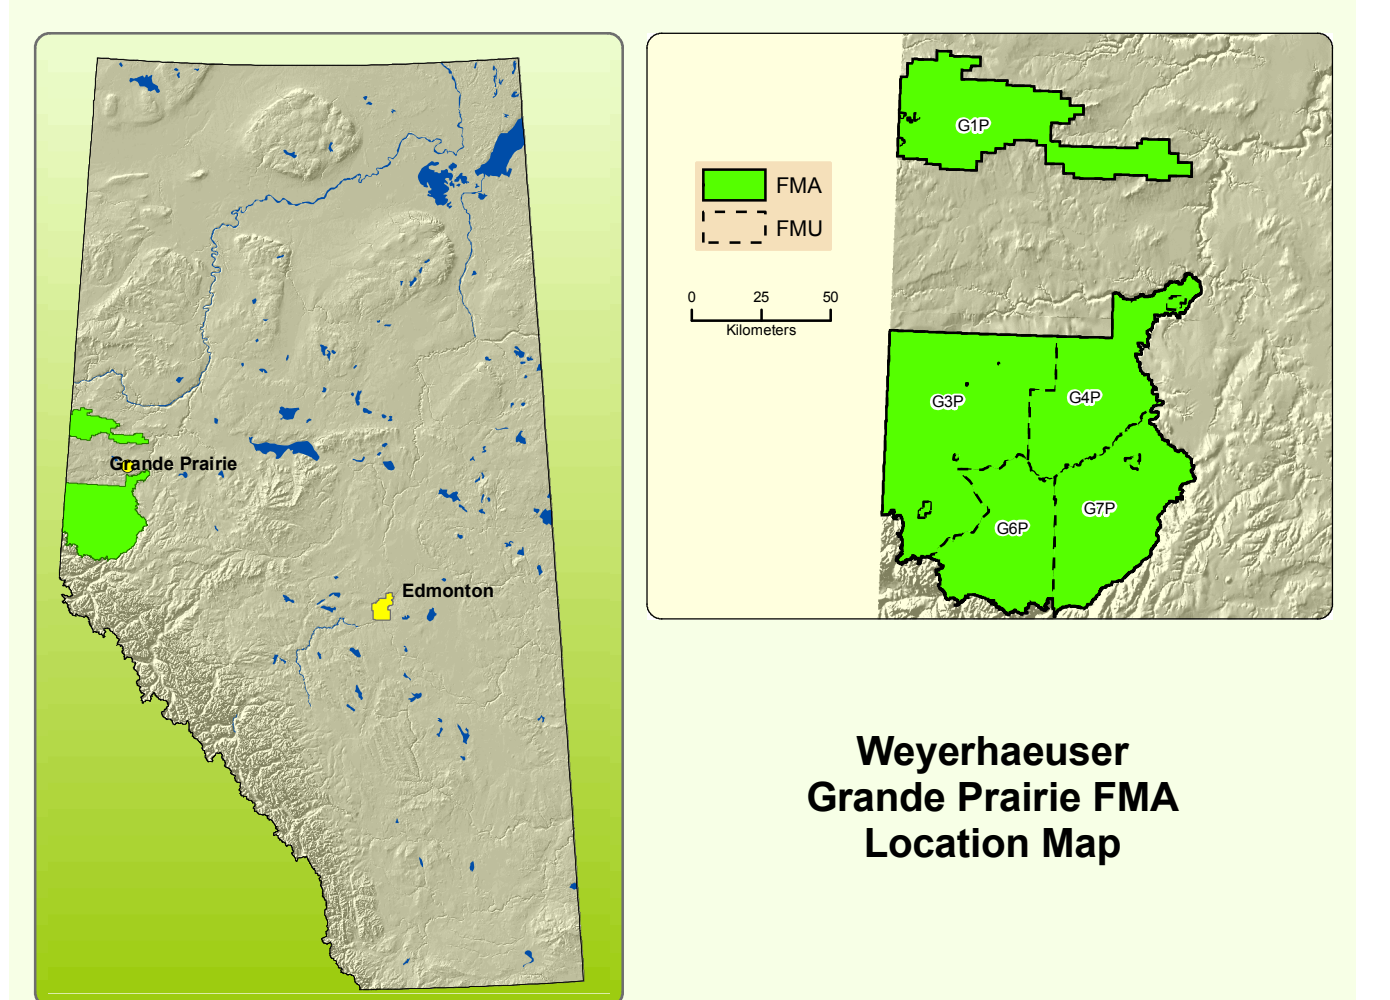 Grande Prairie
Edmonton
G1P
FMA
FMU
0 25 50
Kilometers
G3P
G4P
G6P
G7P
Weyerhaeuser
Grande Prairie FMA
Location Map